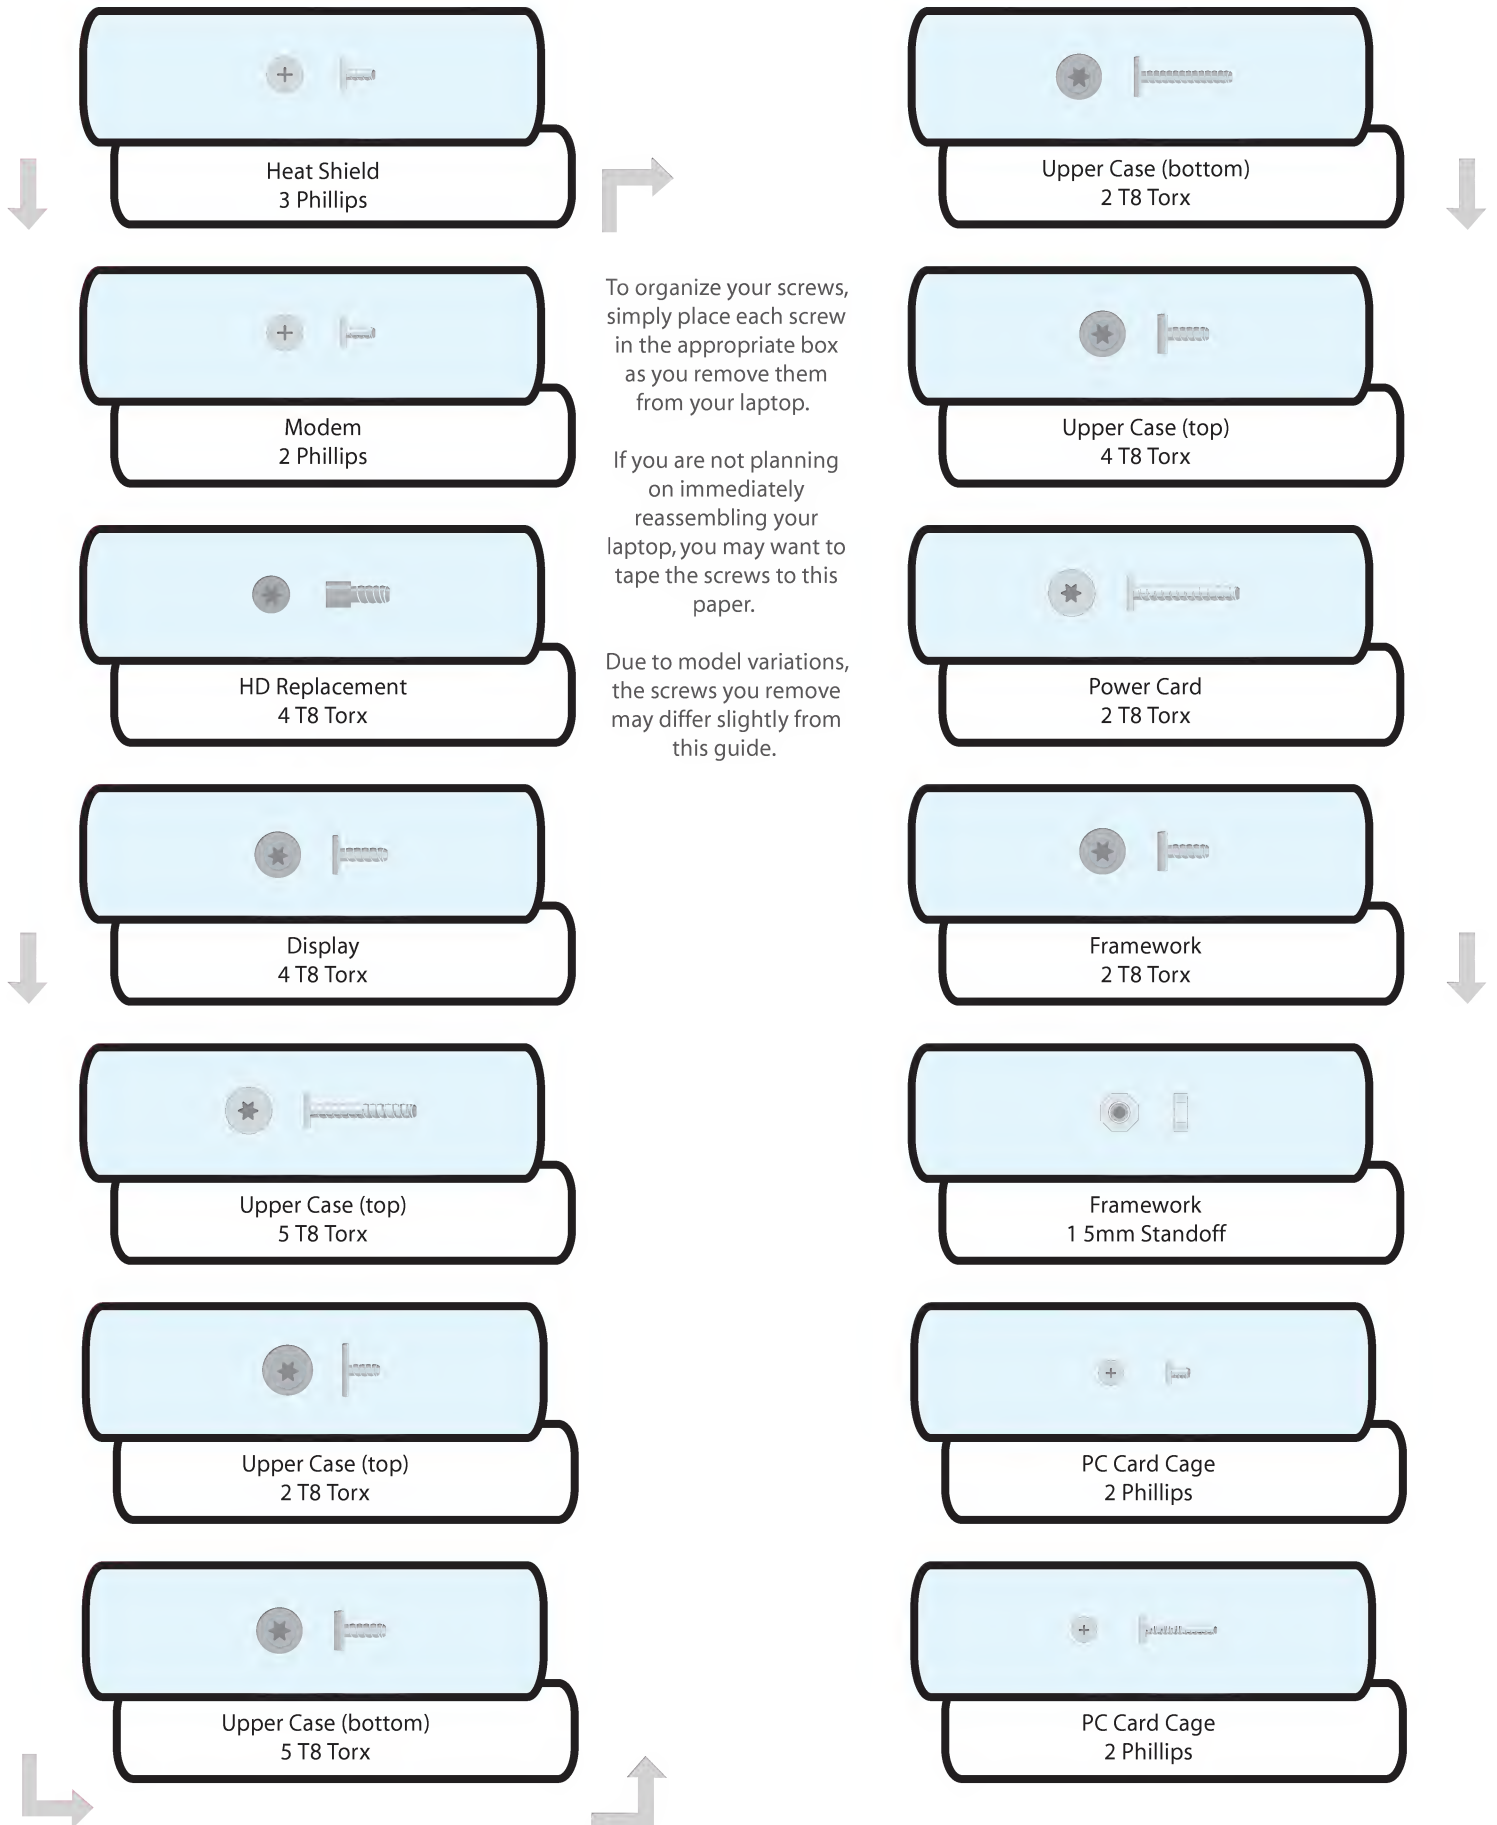 Heat Shield
3 Phillips
Modem
2 Phillips
HD Replacement
4 T8 Torx
Display
4 T8 Torx
Upper Case (top)
5 T8 Torx
Upper Case (top)
2 T8 Torx
Upper Case (bottom)
5 T8 Torx
To organize your screws,
simply place each screw
in the appropriate box
as you remove them
from your laptop.
If you are not planning
on immediately
reassembling your
laptop, you may want to
tape the screws to this
paper.
Due to model variations,
the screws you remove
may differ slightly from
this guide.
Upper Case (bottom)
2 T8 Torx
Upper Case (top)
4 T8 Torx
Power Card
2 T8 Torx
Framework
2 T8 Torx
Framework
1 5mm Standoff
PC Card Cage
2 Phillips
PC Card Cage
2 Phillips